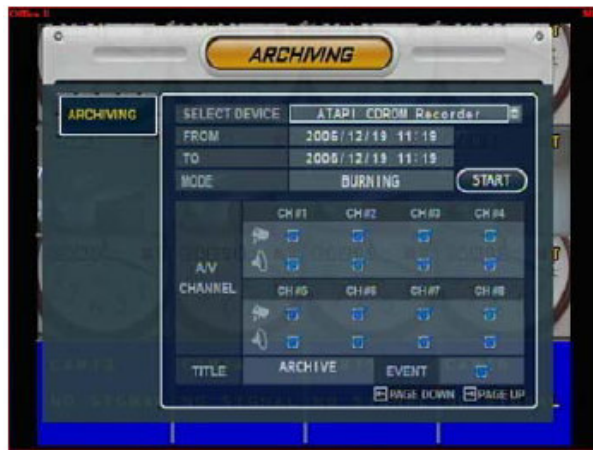 ARCHIVING
ARCHIVING
SELECT DEVICE ATAPI CDROM Recorder
FROM 2006/12/19 11:19
TO 2006/12/19 11:19
MODE BURNING START
CH #1 CH #2 CH #3 CH #4
A/V CHANNEL
CH #5 CH #6 CH #7 CH #8
TITLE ARCHIVE EVENT
PAGE DOWN PAGE UP
NO SIGNAL